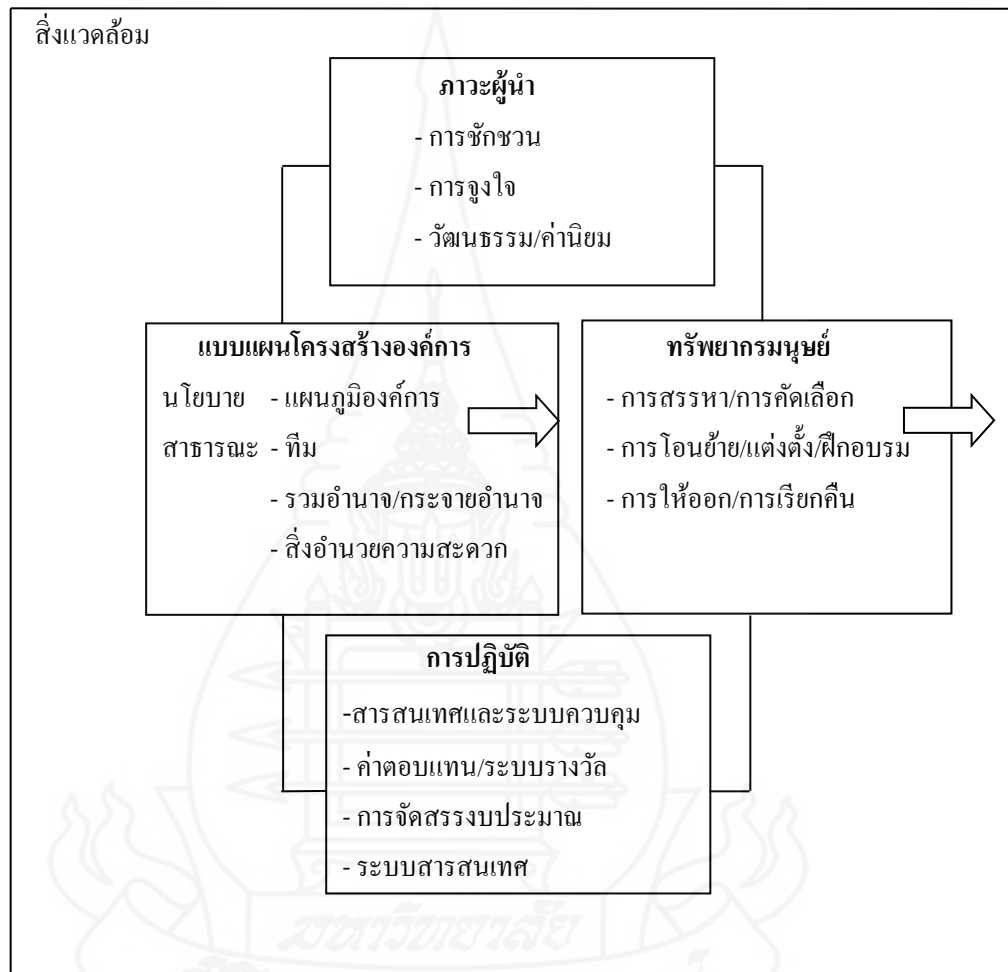 สิ่งแวดล้อม
ภาวะผู้นำ
- การชักชวน
- การจูงใจ
- วัฒนธรรม/ค่านิยม
แบบแผนโครงสร้างองค์การ
นโยบาย - แผนภูมิองค์การ
สาธารณะ - ทีม
- รวมอำนาจ/กระจายอำนาจ
- สิ่งอำนวยความสะดวก
ทรัพยากรมนุษย์
- การสรรหา/การคัดเลือก
- การโอนย้าย/แต่งตั้ง/ฝึกอบรม
- การให้ออก/การเรียกคืน
การปฏิบัติ
-สารสนเทศและระบบควบคุม
- ค่าตอบแทน/ระบบรางวัล
- การจัดสรรงบประมาณ
- ระบบสารสนเทศ
มหาวิทยาลัย